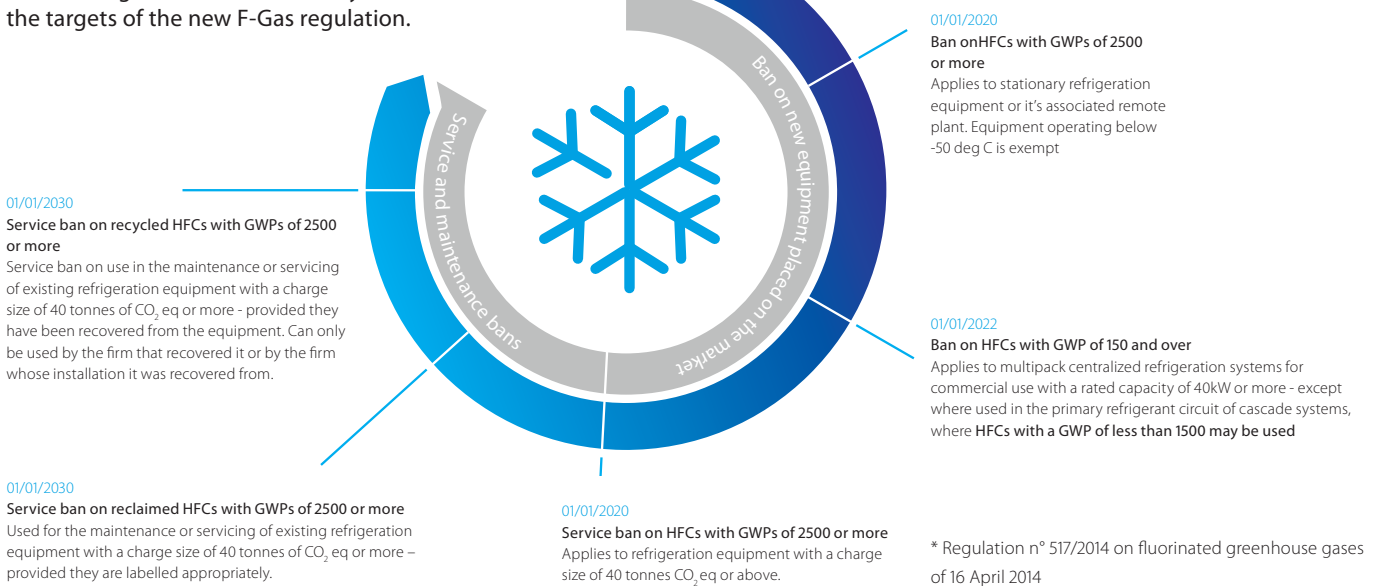 the targets of the new F-Gas regulation.
01/01/2020
Ban onHFCs with GWPs of 2500
or more
Applies to stationary refrigeration
equipment or it's associated remote
plant. Equipment operating below
-50 deg C is exempt
Ban on new equipment placed on the market
Service and maintenance bans
01/01/2030
Service ban on recycled HFCs with GWPs of 2500
or more
Service ban on use in the maintenance or servicing
of existing refrigeration equipment with a charge
size of 40 tonnes of CO2 eq or more - provided they
have been recovered from the equipment. Can only
be used by the firm that recovered it or by the firm
whose installation it was recovered from.
01/01/2022
Ban on HFCs with GWP of 150 and over
Applies to multipack centralized refrigeration systems for
commercial use with a rated capacity of 40kW or more - except
where used in the primary refrigerant circuit of cascade systems,
where HFCs with a GWP of less than 1500 may be used
01/01/2030
Service ban on reclaimed HFCs with GWPs of 2500 or more
Used for the maintenance or servicing of existing refrigeration
equipment with a charge size of 40 tonnes of CO2 eq or more –
provided they are labelled appropriately.
01/01/2020
Service ban on HFCs with GWPs of 2500 or more
Applies to refrigeration equipment with a charge
size of 40 tonnes CO2 eq or above.
* Regulation n° 517/2014 on fluorinated greenhouse gases
of 16 April 2014